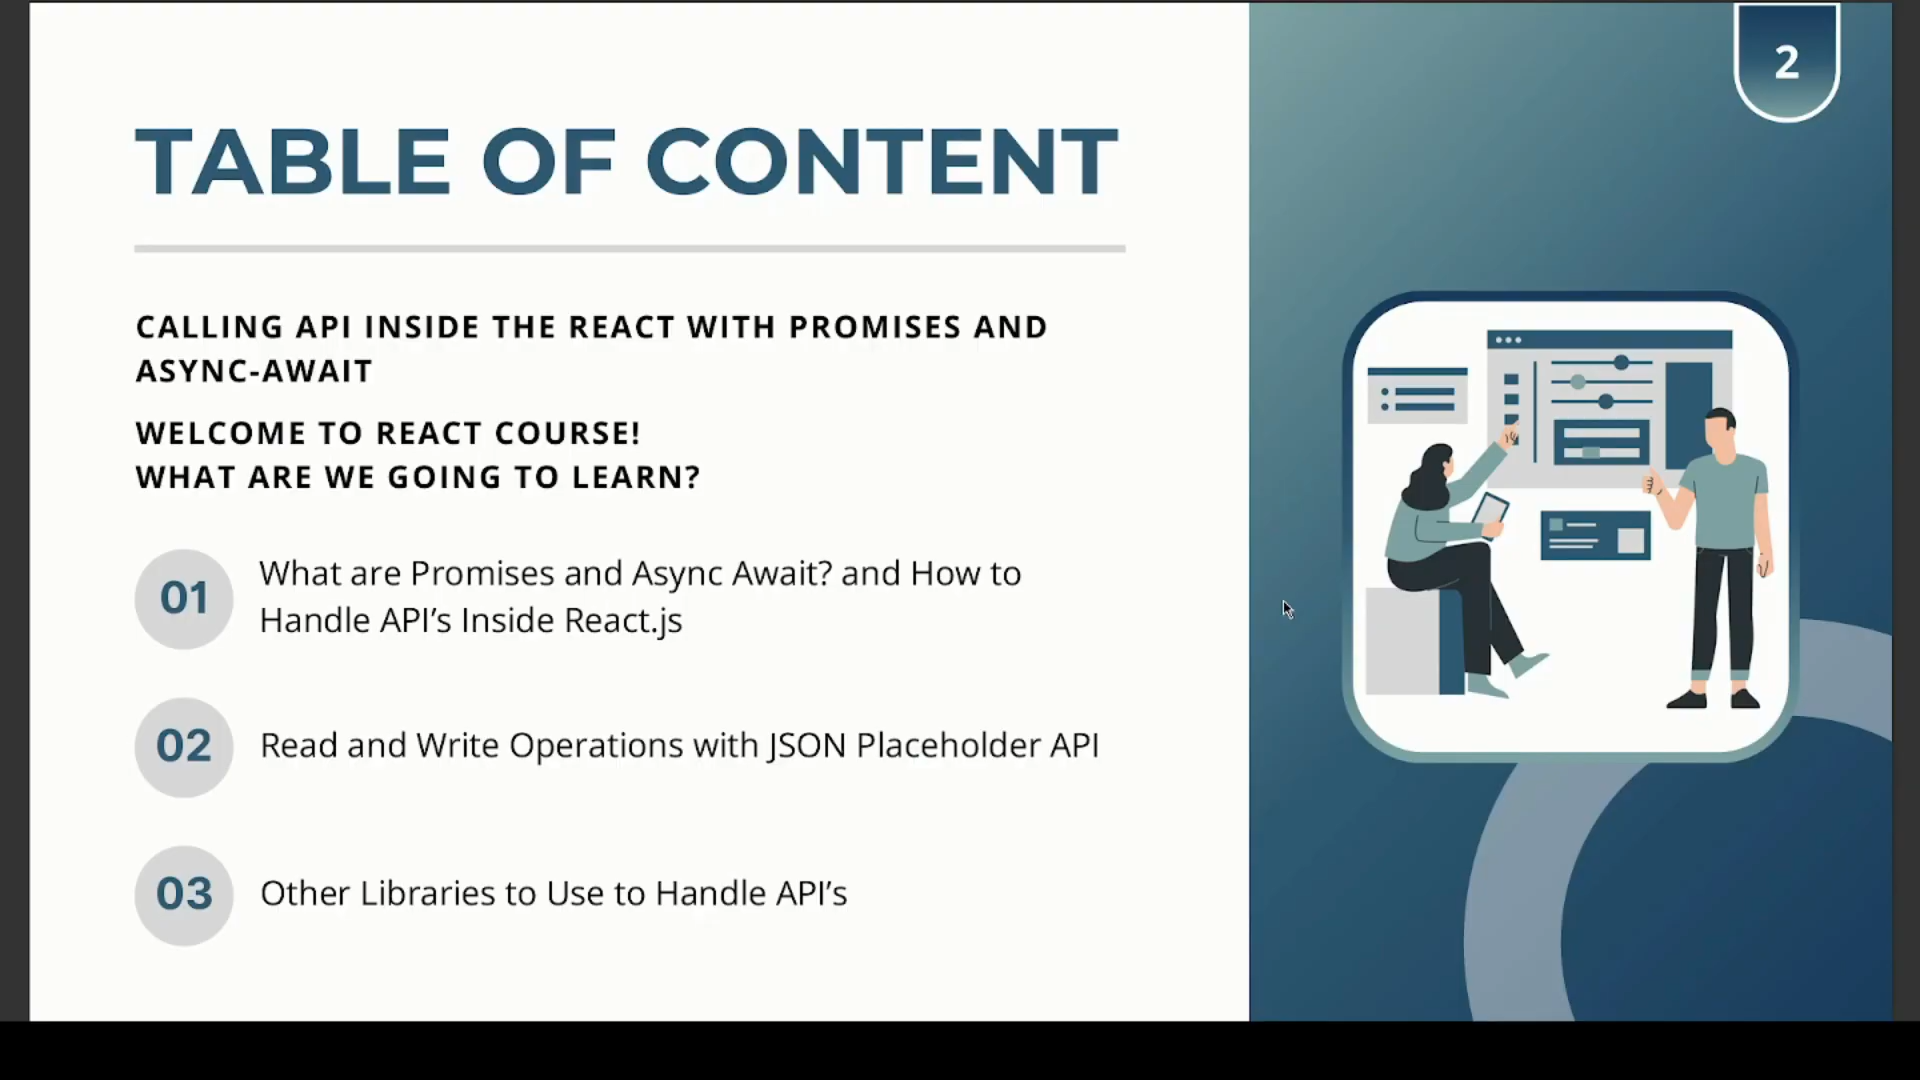 2
TABLE OF CONTENT
CALLING API INSIDE THE REACT WITH PROMISES AND
ASYNC-AWAIT
WELCOME TO REACT COURSE!
WHAT ARE WE GOING TO LEARN?
01
What are Promises and Async Await? and How to
Handle API’s Inside React.js
02
Read and Write Operations with JSON Placeholder API
03
Other Libraries to Use to Handle API’s